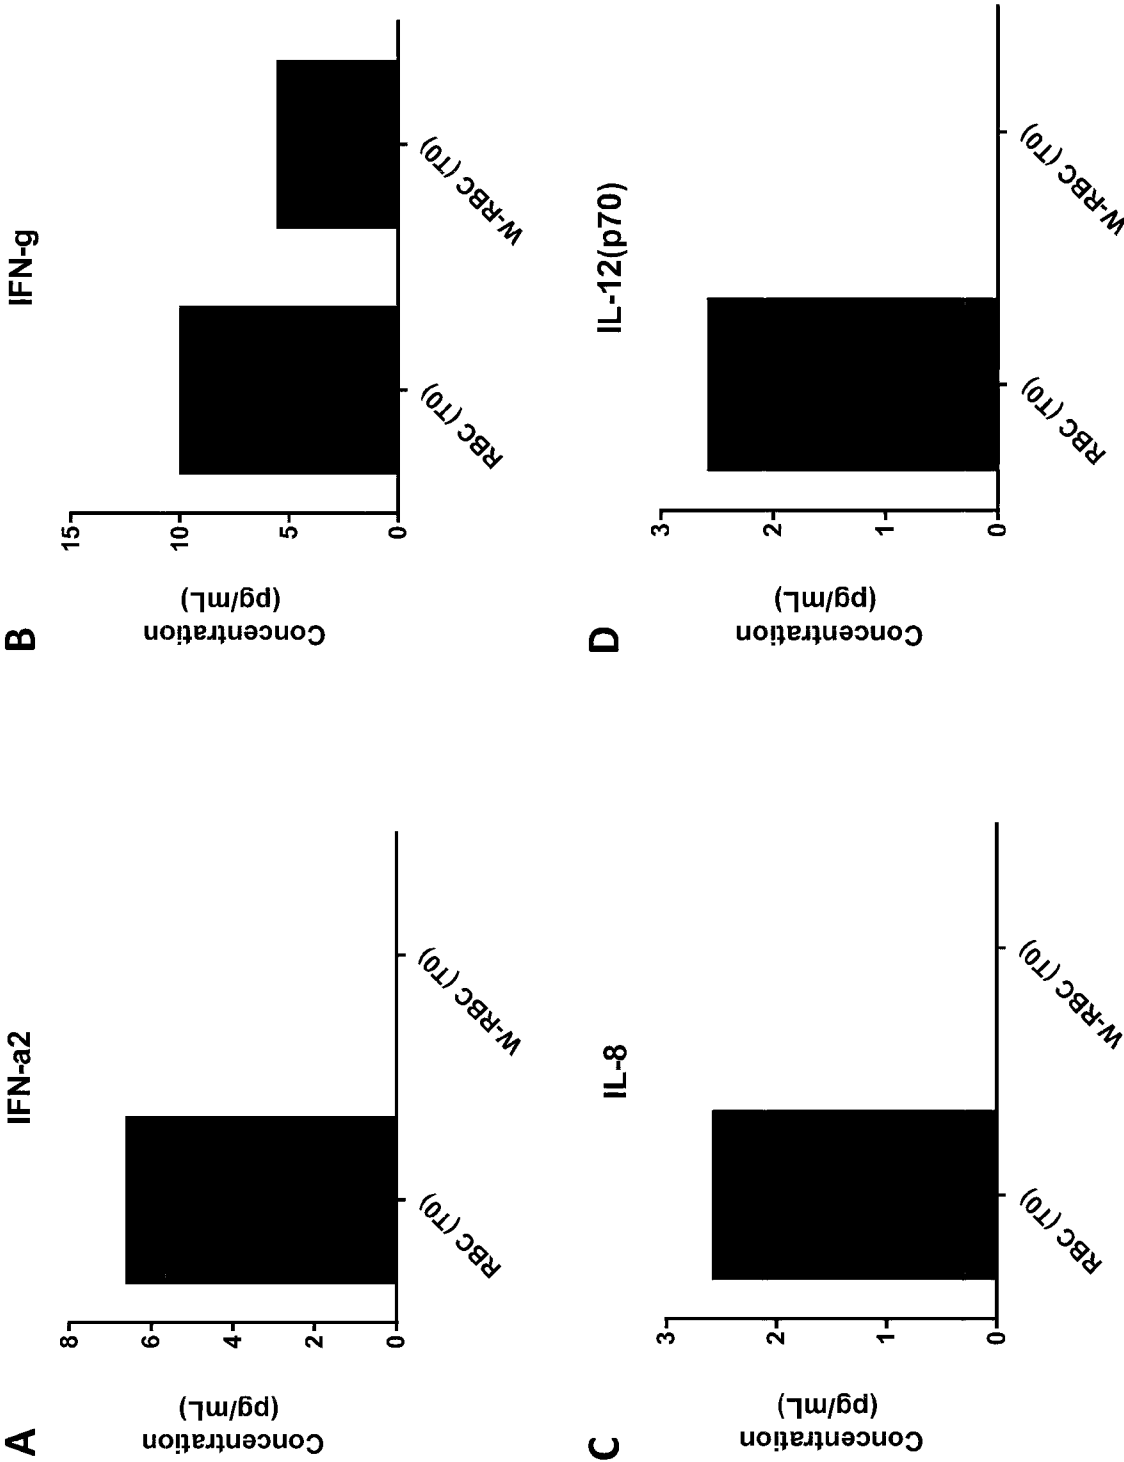 A
IFN-a2
Concentration
(pg/mL)
8
6
4
2
0
RBC (T0)
W-RBC (T0)
B
IFN-g
Concentration
(pg/mL)
15
10
5
0
RBC (T0)
W-RBC (T0)
C
IL-8
Concentration
(pg/mL)
3
2
1
0
RBC (T0)
W-RBC (T0)
D
IL-12(p70)
Concentration
(pg/mL)
3
2
1
0
RBC (T0)
W-RBC (T0)